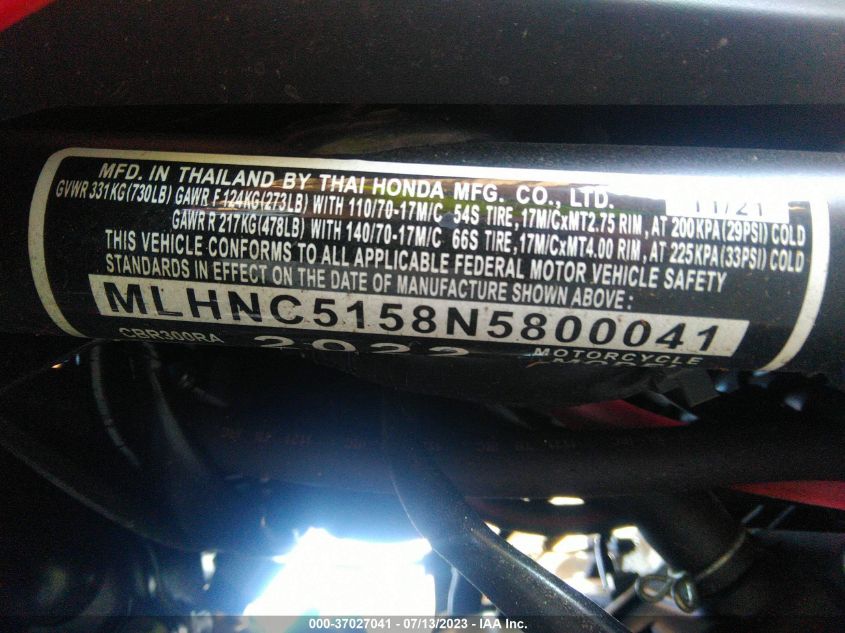 MFD. IN THAILAND BY THAI HONDA MFG. CO., LTD. 11/21
GVWR 331KG(730LB) GAWR F 124KG(273LB) WITH 110/70-17M/C 54S TIRE, 17M/CxMT2.75 RIM, AT 200KPA(29PSI) COLD
GAWR R 217KG(478LB) WITH 140/70-17M/C 66S TIRE, 17M/CxMT4.00 RIM, AT 225KPA(33PSI) COLD
THIS VEHICLE CONFORMS TO ALL APPLICABLE FEDERAL MOTOR VEHICLE SAFETY
STANDARDS IN EFFECT ON THE DATE OF MANUFACTURE SHOWN ABOVE:
MLHNC5158N5800041
CBR300RA 2022 MOTORCYCLE
MODEL
000-37027041 - 07/13/2023 - IAA Inc.